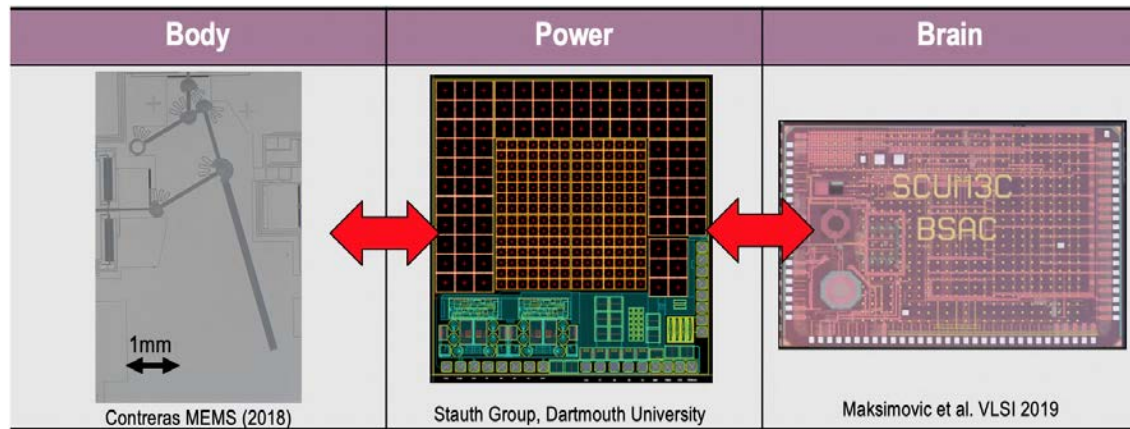 Body
Power
Brain
SCUM3C
BSAC
1mm
Contreras MEMS (2018)
Stauth Group, Dartmouth University
Maksimovic et al. VLSI 2019